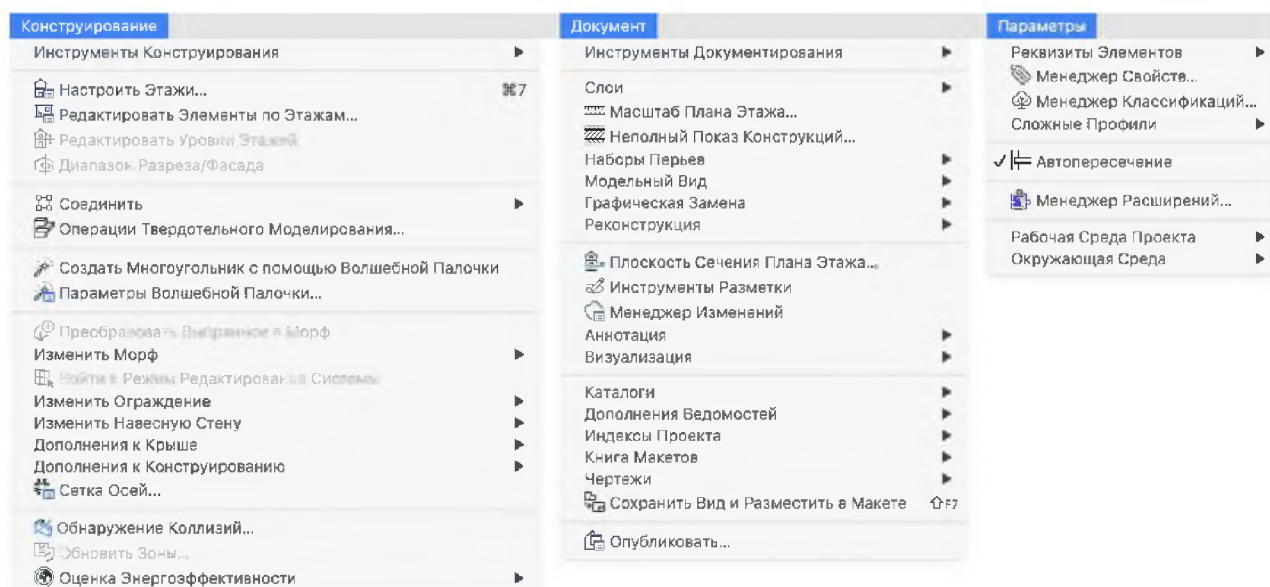 Конструирование
Инструменты Конструирования
Настроить Этажи... ⌘7
Редактировать Элементы по Этажам...
Редактировать Уровни Этажей
Диапазон Разреза/Фасада
Соединить
Операции Твердотельного Моделирования...
Создать Многоугольник с помощью Волшебной Палочки
Параметры Волшебной Палочки...
Преобразовать Выбранное в Морф
Изменить Морф
Войти в Режим Редактирования Системы
Изменить Ограждение
Изменить Навесную Стену
Дополнения к Крыше
Дополнения к Конструированию
Сетка Осей...
Обнаружение Коллизий...
Обновить Зоны...
Оценка Энергоэффективности
Документ
Инструменты Документирования
Слои
Масштаб Плана Этажа...
Неполный Показ Конструкций...
Наборы Перьев
Модельный Вид
Графическая Замена
Реконструкция
Плоскость Сечения Плана Этажа...
Инструменты Разметки
Менеджер Изменений
Аннотация
Визуализация
Каталоги
Дополнения Ведомостей
Индексы Проекта
Книга Макетов
Чертежи
Сохранить Вид и Разместить в Макете ⇧F7
Опубликовать...
Параметры
Реквизиты Элементов
Менеджер Свойств...
Менеджер Классификаций...
Сложные Профили
✓ Автопересечение
Менеджер Расширений...
Рабочая Среда Проекта
Окружающая Среда